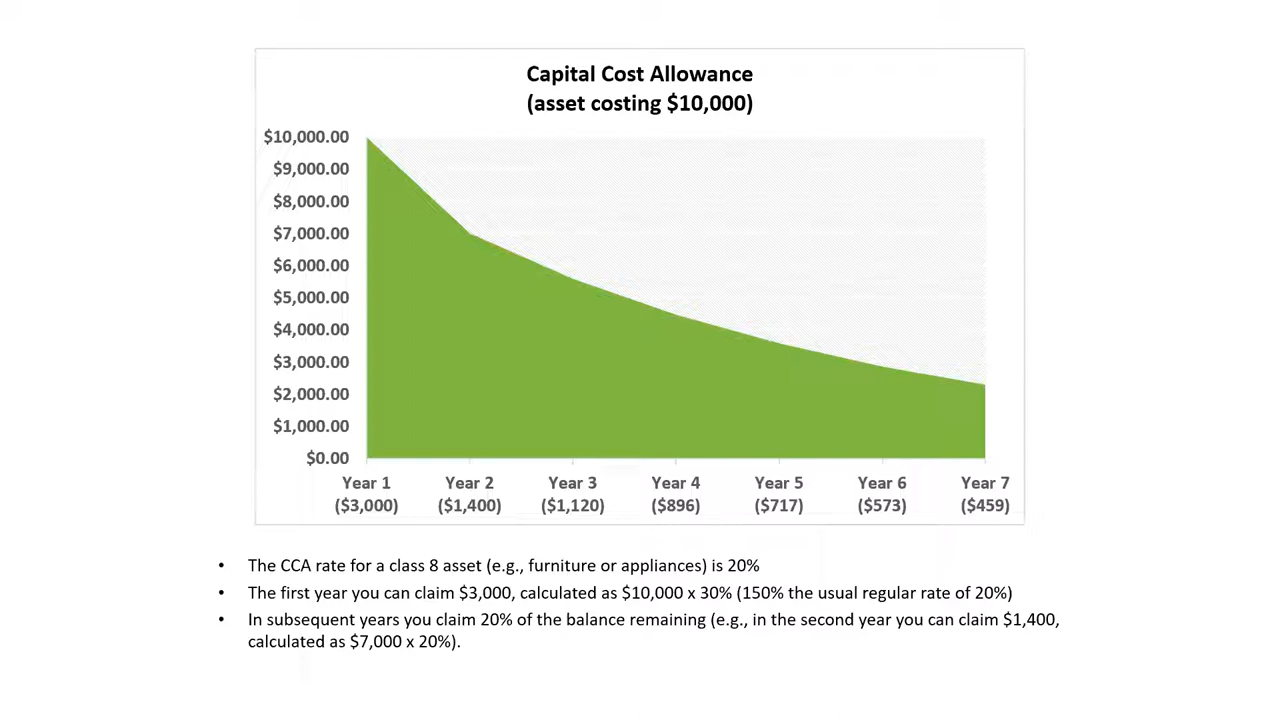 Capital Cost Allowance
(asset costing $10,000)
$10,000.00
$9,000.00
$8,000.00
$7,000.00
$6,000.00
$5,000.00
$4,000.00
$3,000.00
$2,000.00
$1,000.00
$0.00
Year 1 Year 2 Year 3 Year 4 Year 5 Year 6 Year 7
($3,000) ($1,400) ($1,120) ($896) ($717) ($573) ($459)
• The CCA rate for a class 8 asset (e.g., furniture or appliances) is 20%
• The first year you can claim $3,000, calculated as $10,000 x 30% (150% the usual regular rate of 20%)
• In subsequent years you claim 20% of the balance remaining (e.g., in the second year you can claim $1,400,
calculated as $7,000 x 20%).